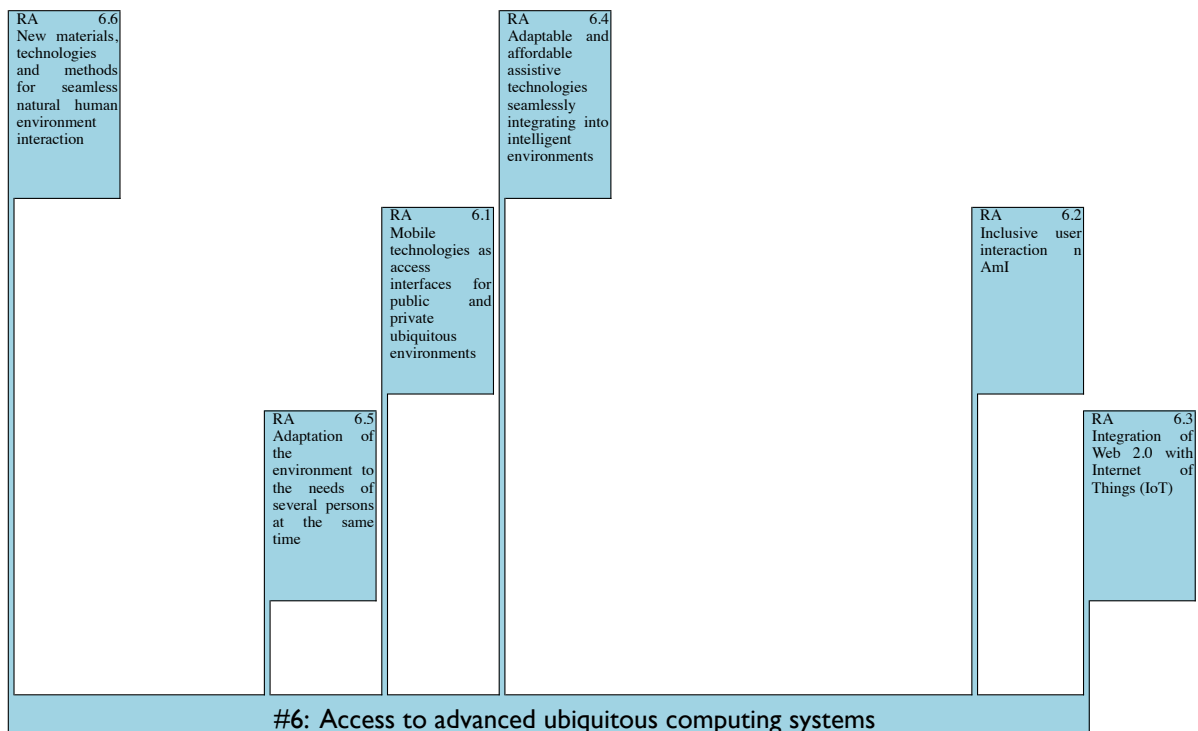 RA 6.6
New materials,
technologies
and methods
for seamless
natural human
environment
interaction
RA 6.4
Adaptable and
affordable
assistive
technologies
seamlessly
integrating into
intelligent
environments
RA 6.1
Mobile
technologies as
access
interfaces for
public and
private
ubiquitous
environments
RA 6.2
Inclusive user
interaction n
AmI
RA 6.5
Adaptation of
the
environment to
the needs of
several persons
at the same
time
RA 6.3
Integration of
Web 2.0 with
Internet of
Things (IoT)
#6: Access to advanced ubiquitous computing systems